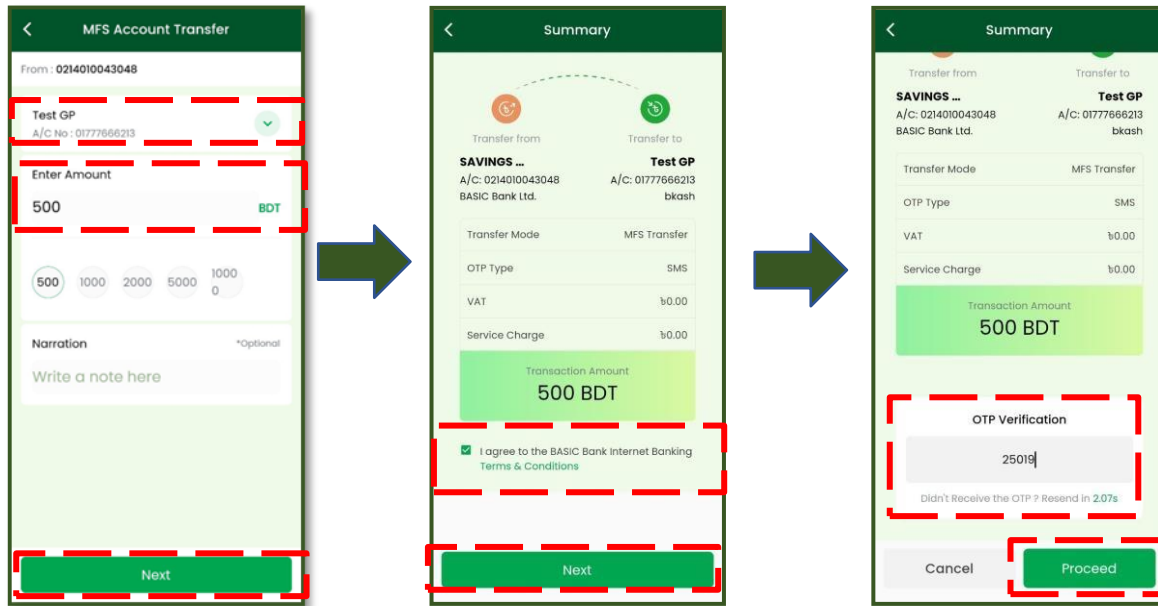 MFS Account Transfer
From : 0214010043048
Test GP
A/C No : 01777666213
Enter Amount
500 BDT
500 1000 2000 5000 1000
0
Narration *Optional
Write a note here
Next
Summary
Transfer from Transfer to
SAVINGS ... Test GP
A/C: 0214010043048 A/C: 01777666213
BASIC Bank Ltd. bkash
Transfer Mode MFS Transfer
OTP Type SMS
VAT ৳0.00
Service Charge ৳0.00
Transaction Amount
500 BDT
I agree to the BASIC Bank Internet Banking
Terms & Conditions
Next
Summary
Transfer from Transfer to
SAVINGS ... Test GP
A/C: 0214010043048 A/C: 01777666213
BASIC Bank Ltd. bkash
Transfer Mode MFS Transfer
OTP Type SMS
VAT ৳0.00
Service Charge ৳0.00
Transaction Amount
500 BDT
OTP Verification
25019
Didn't Receive the OTP ? Resend in 2.07s
Cancel Proceed